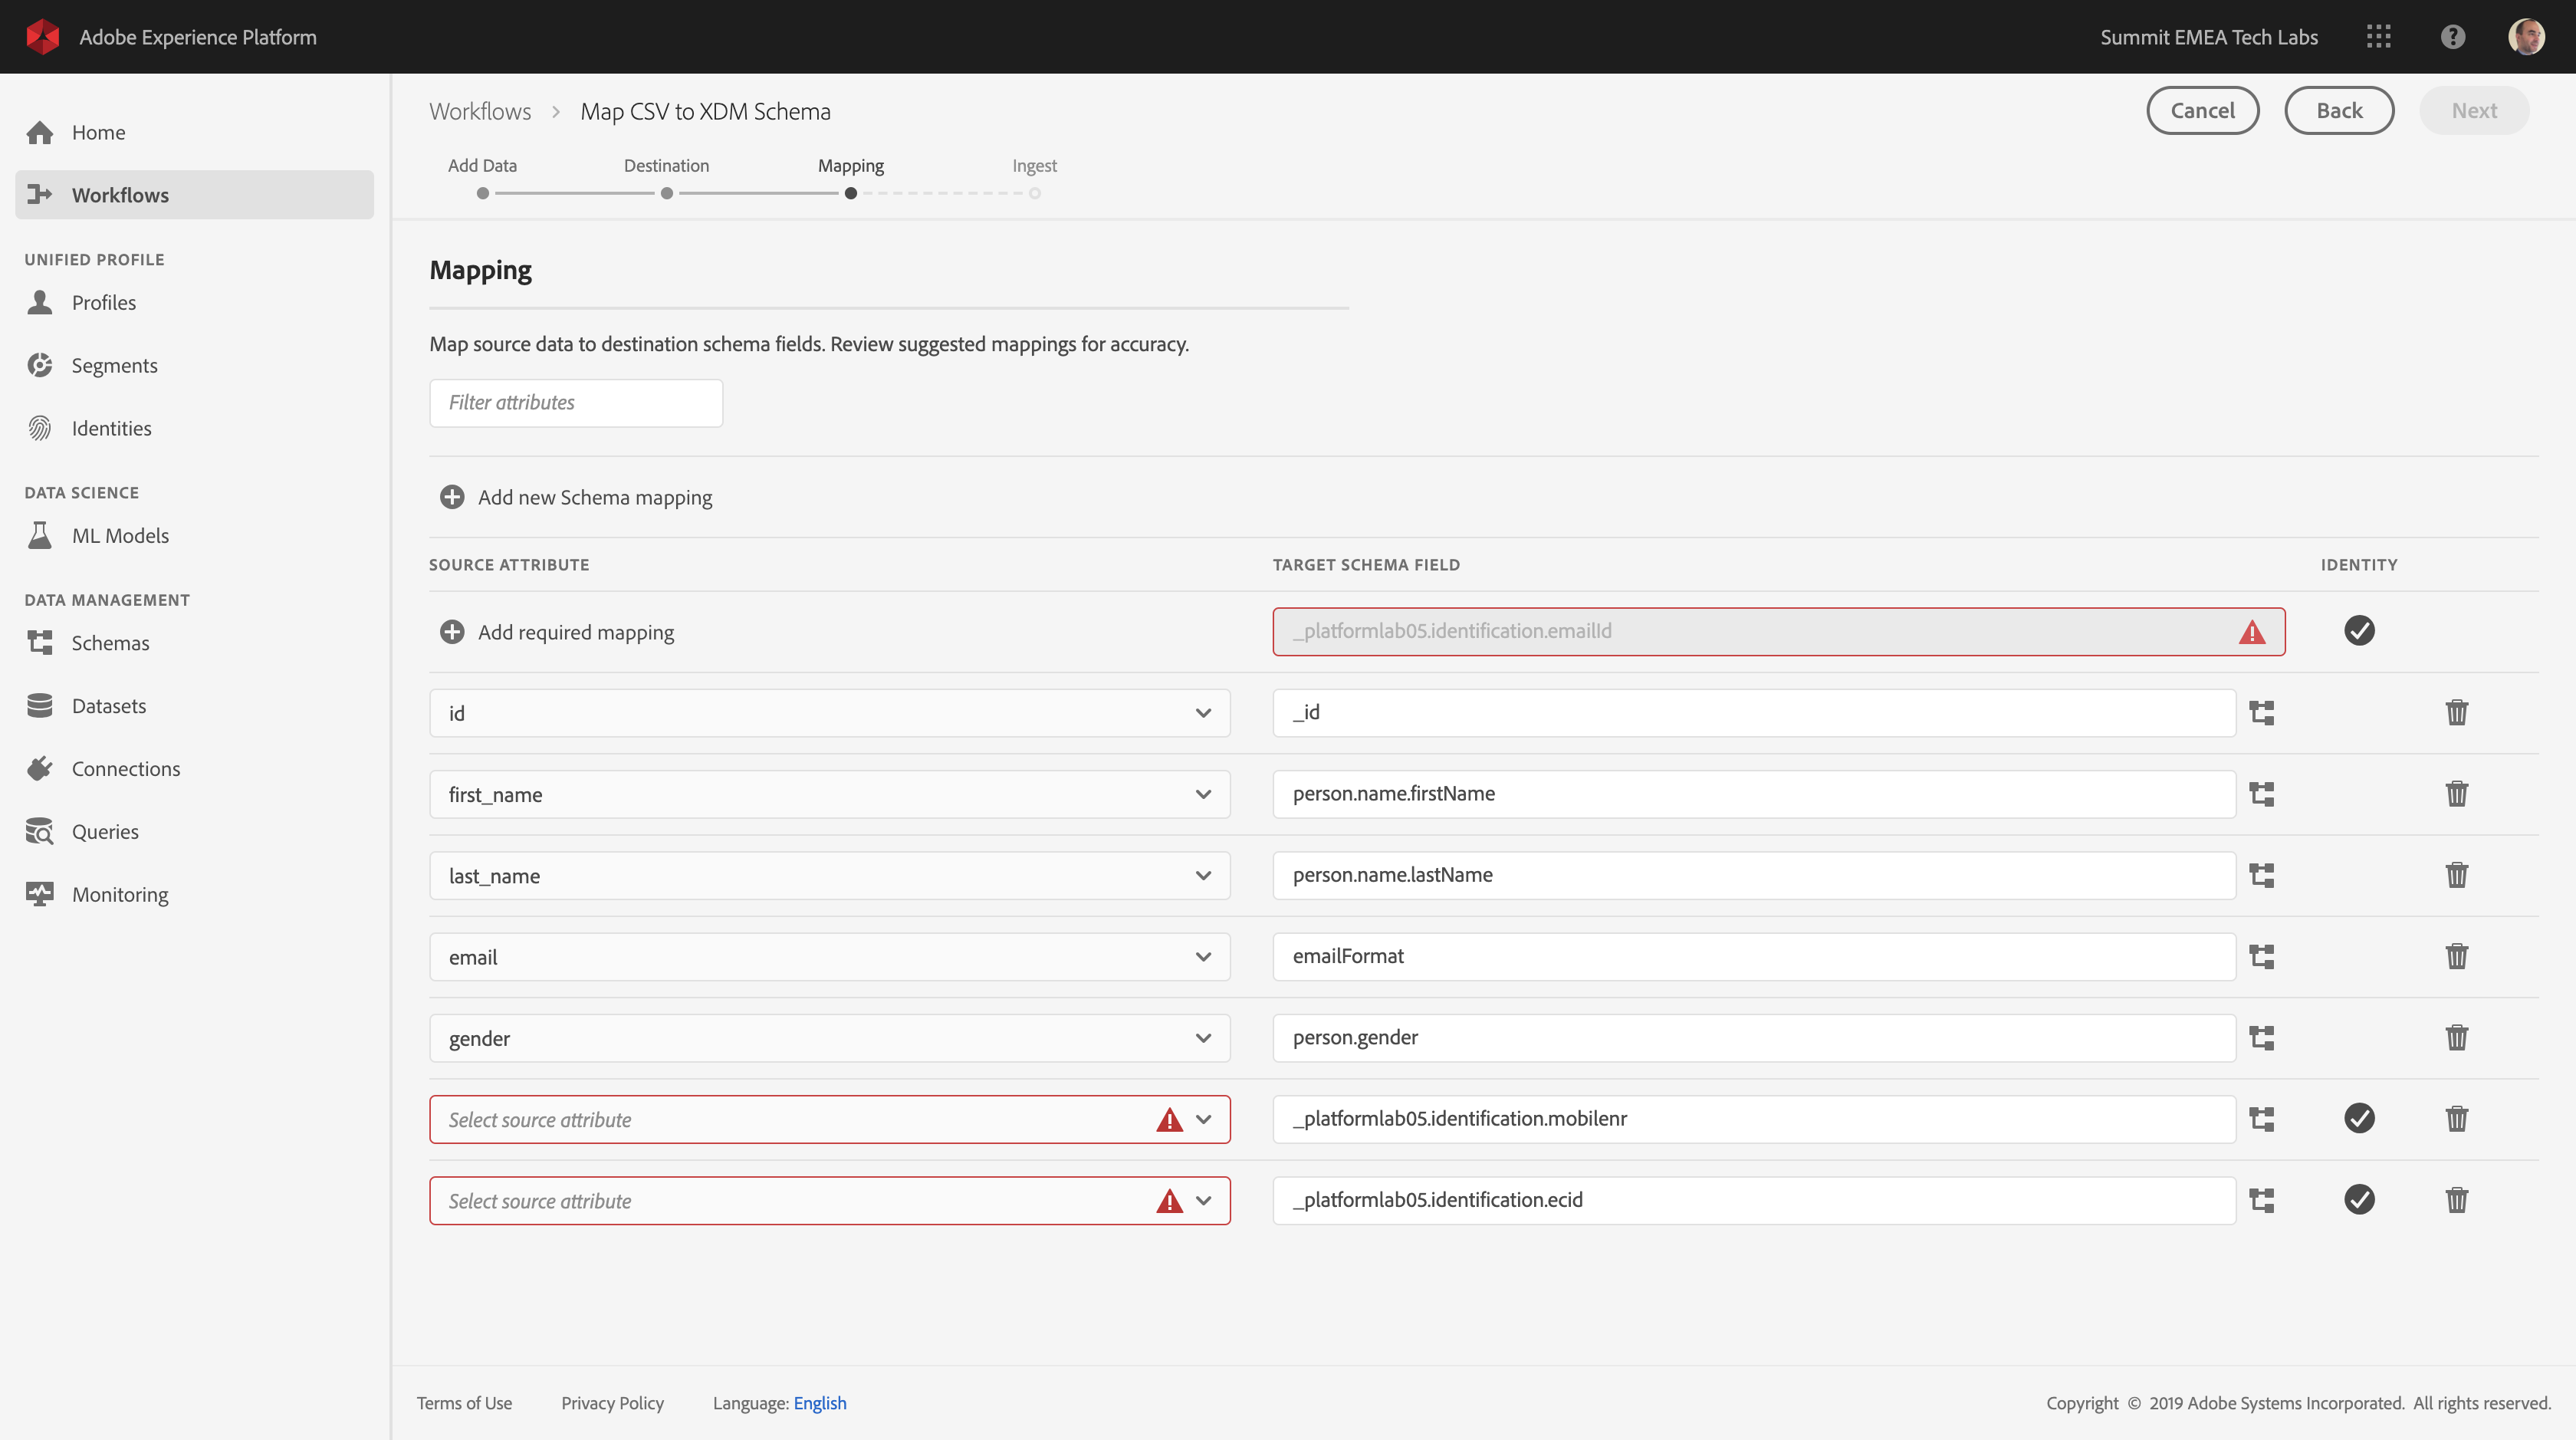 Adobe Experience Platform
Summit EMEA Tech Labs
Home
Workflows
UNIFIED PROFILE
Profiles
Segments
Identities
DATA SCIENCE
ML Models
DATA MANAGEMENT
Schemas
Datasets
Connections
Queries
Monitoring
Workflows > Map CSV to XDM Schema
Cancel Back Next
Add Data Destination Mapping Ingest
Mapping
Map source data to destination schema fields. Review suggested mappings for accuracy.
Filter attributes
Add new Schema mapping
SOURCE ATTRIBUTE TARGET SCHEMA FIELD IDENTITY
Add required mapping _platformlab05.identification.emailId
id _id
first_name person.name.firstName
last_name person.name.lastName
email emailFormat
gender person.gender
Select source attribute _platformlab05.identification.mobilenr
Select source attribute _platformlab05.identification.ecid
Terms of Use Privacy Policy Language: English Copyright © 2019 Adobe Systems Incorporated. All rights reserved.